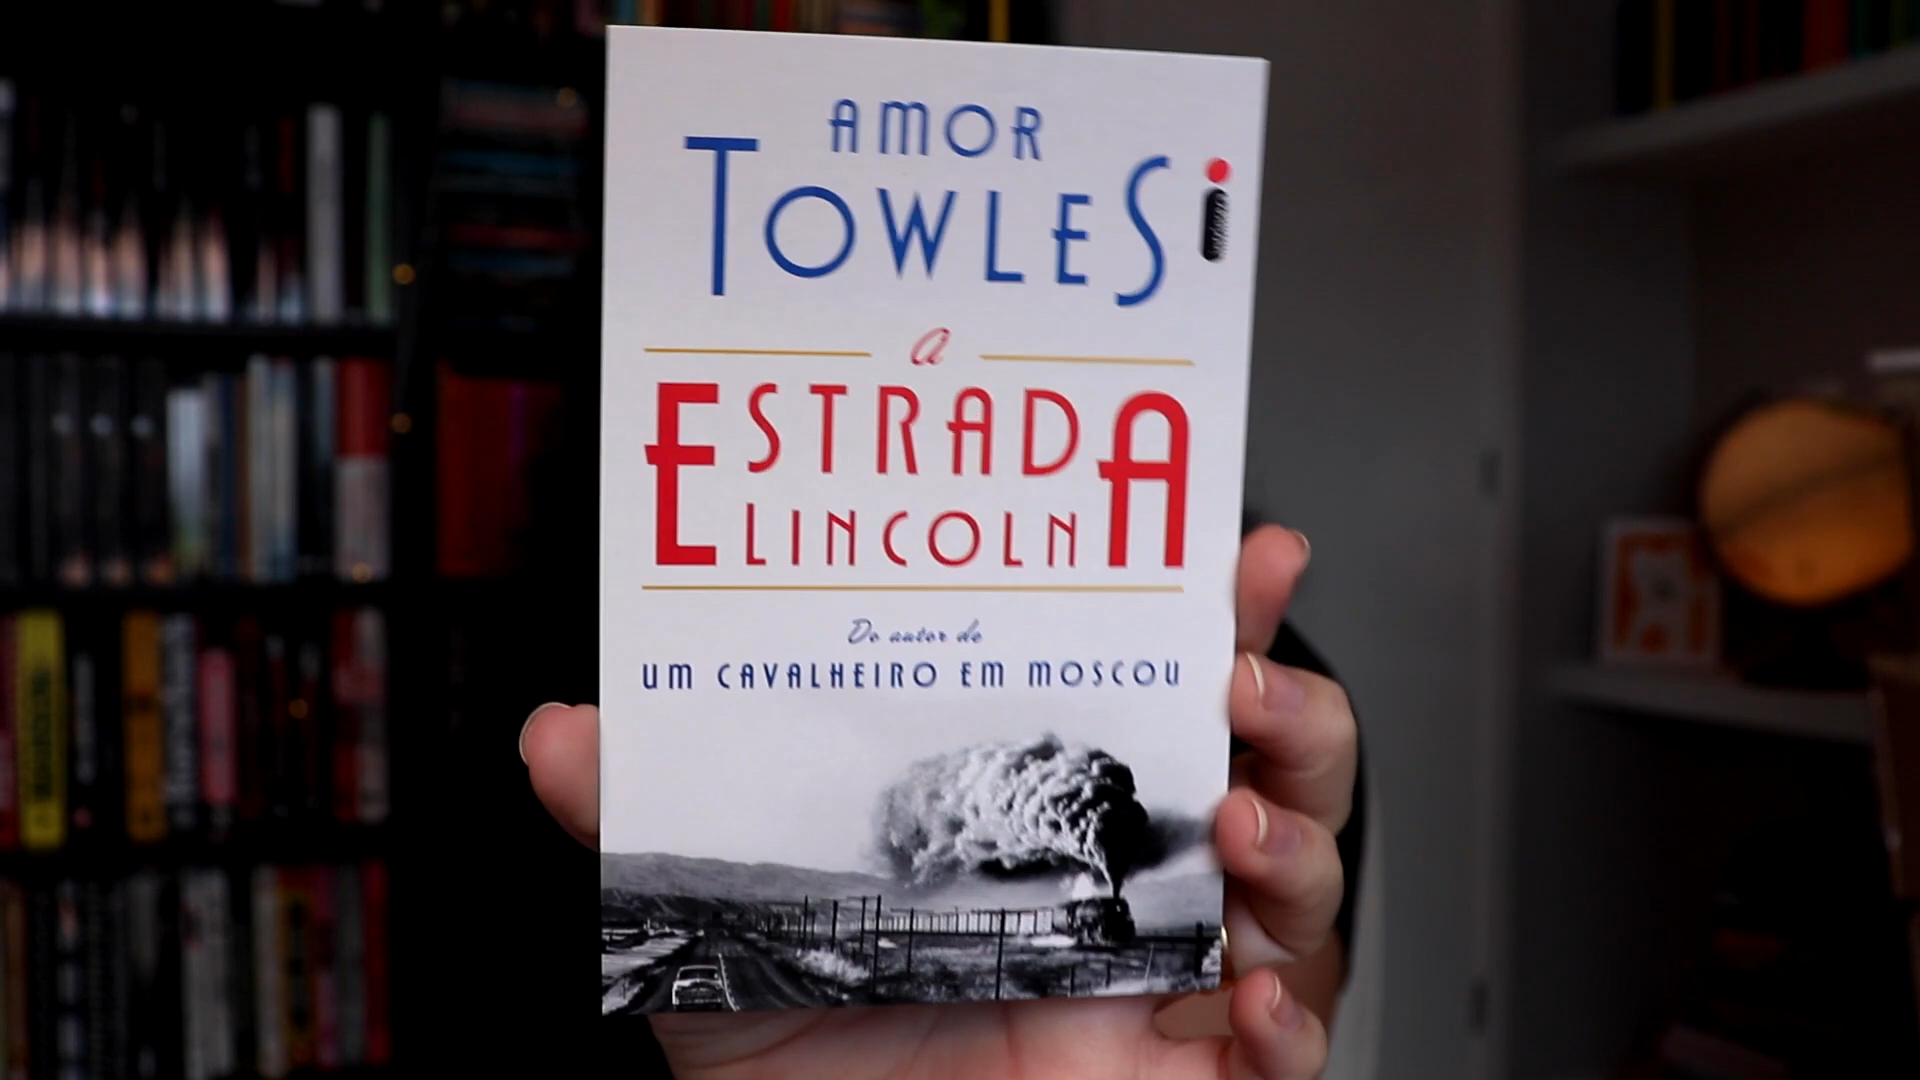 AMOR
TOWLES
A
ESTRADA
LINCOLN
Do autor de
UM CAVALHEIRO EM MOSCOU